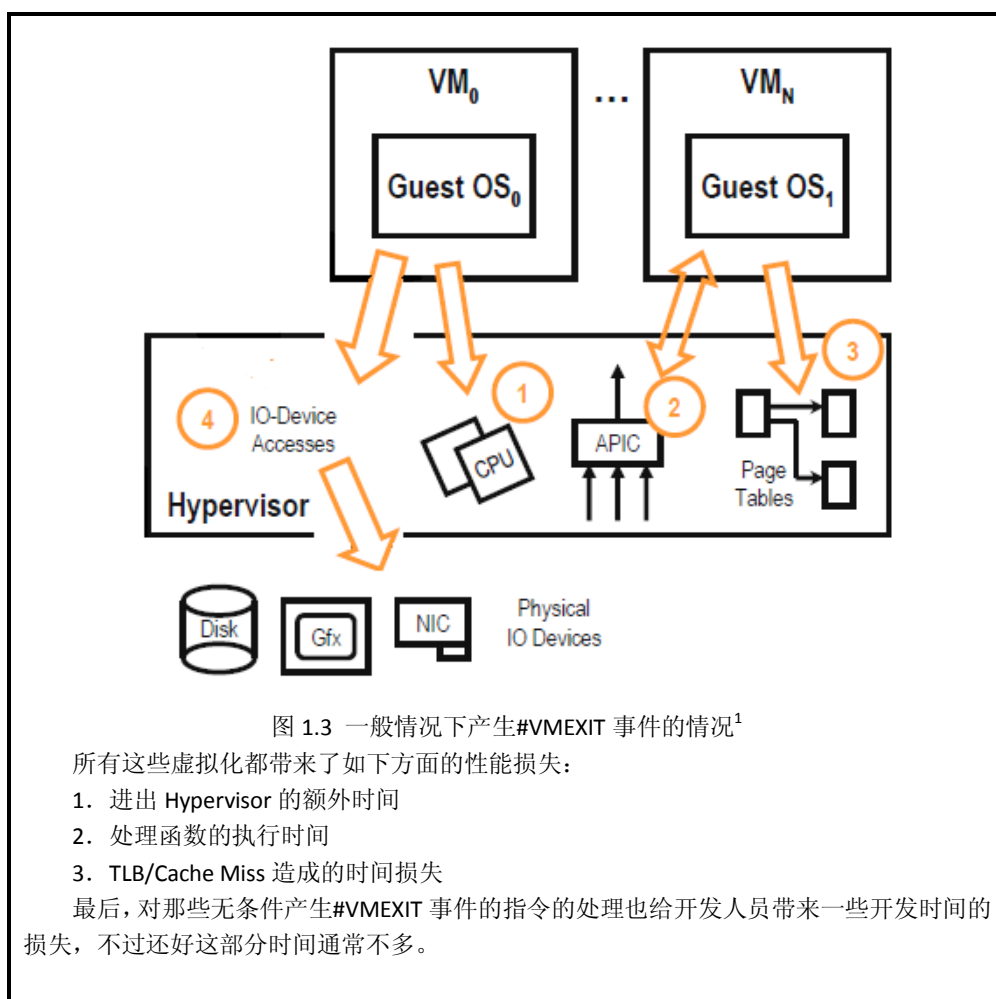 VM0 ... VMN
Guest OS0 Guest OS1
3
1
2
4 IO-Device
Accesses
CPU
APIC
Page
Tables
Hypervisor
Disk
Gfx
NIC
Physical
IO Devices
图 1.3 一般情况下产生#VMEXIT 事件的情况1
所有这些虚拟化都带来了如下方面的性能损失：
1．进出 Hypervisor 的额外时间
2．处理函数的执行时间
3．TLB/Cache Miss 造成的时间损失
最后，对那些无条件产生#VMEXIT 事件的指令的处理也给开发人员带来一些开发时间的
损失，不过还好这部分时间通常不多。